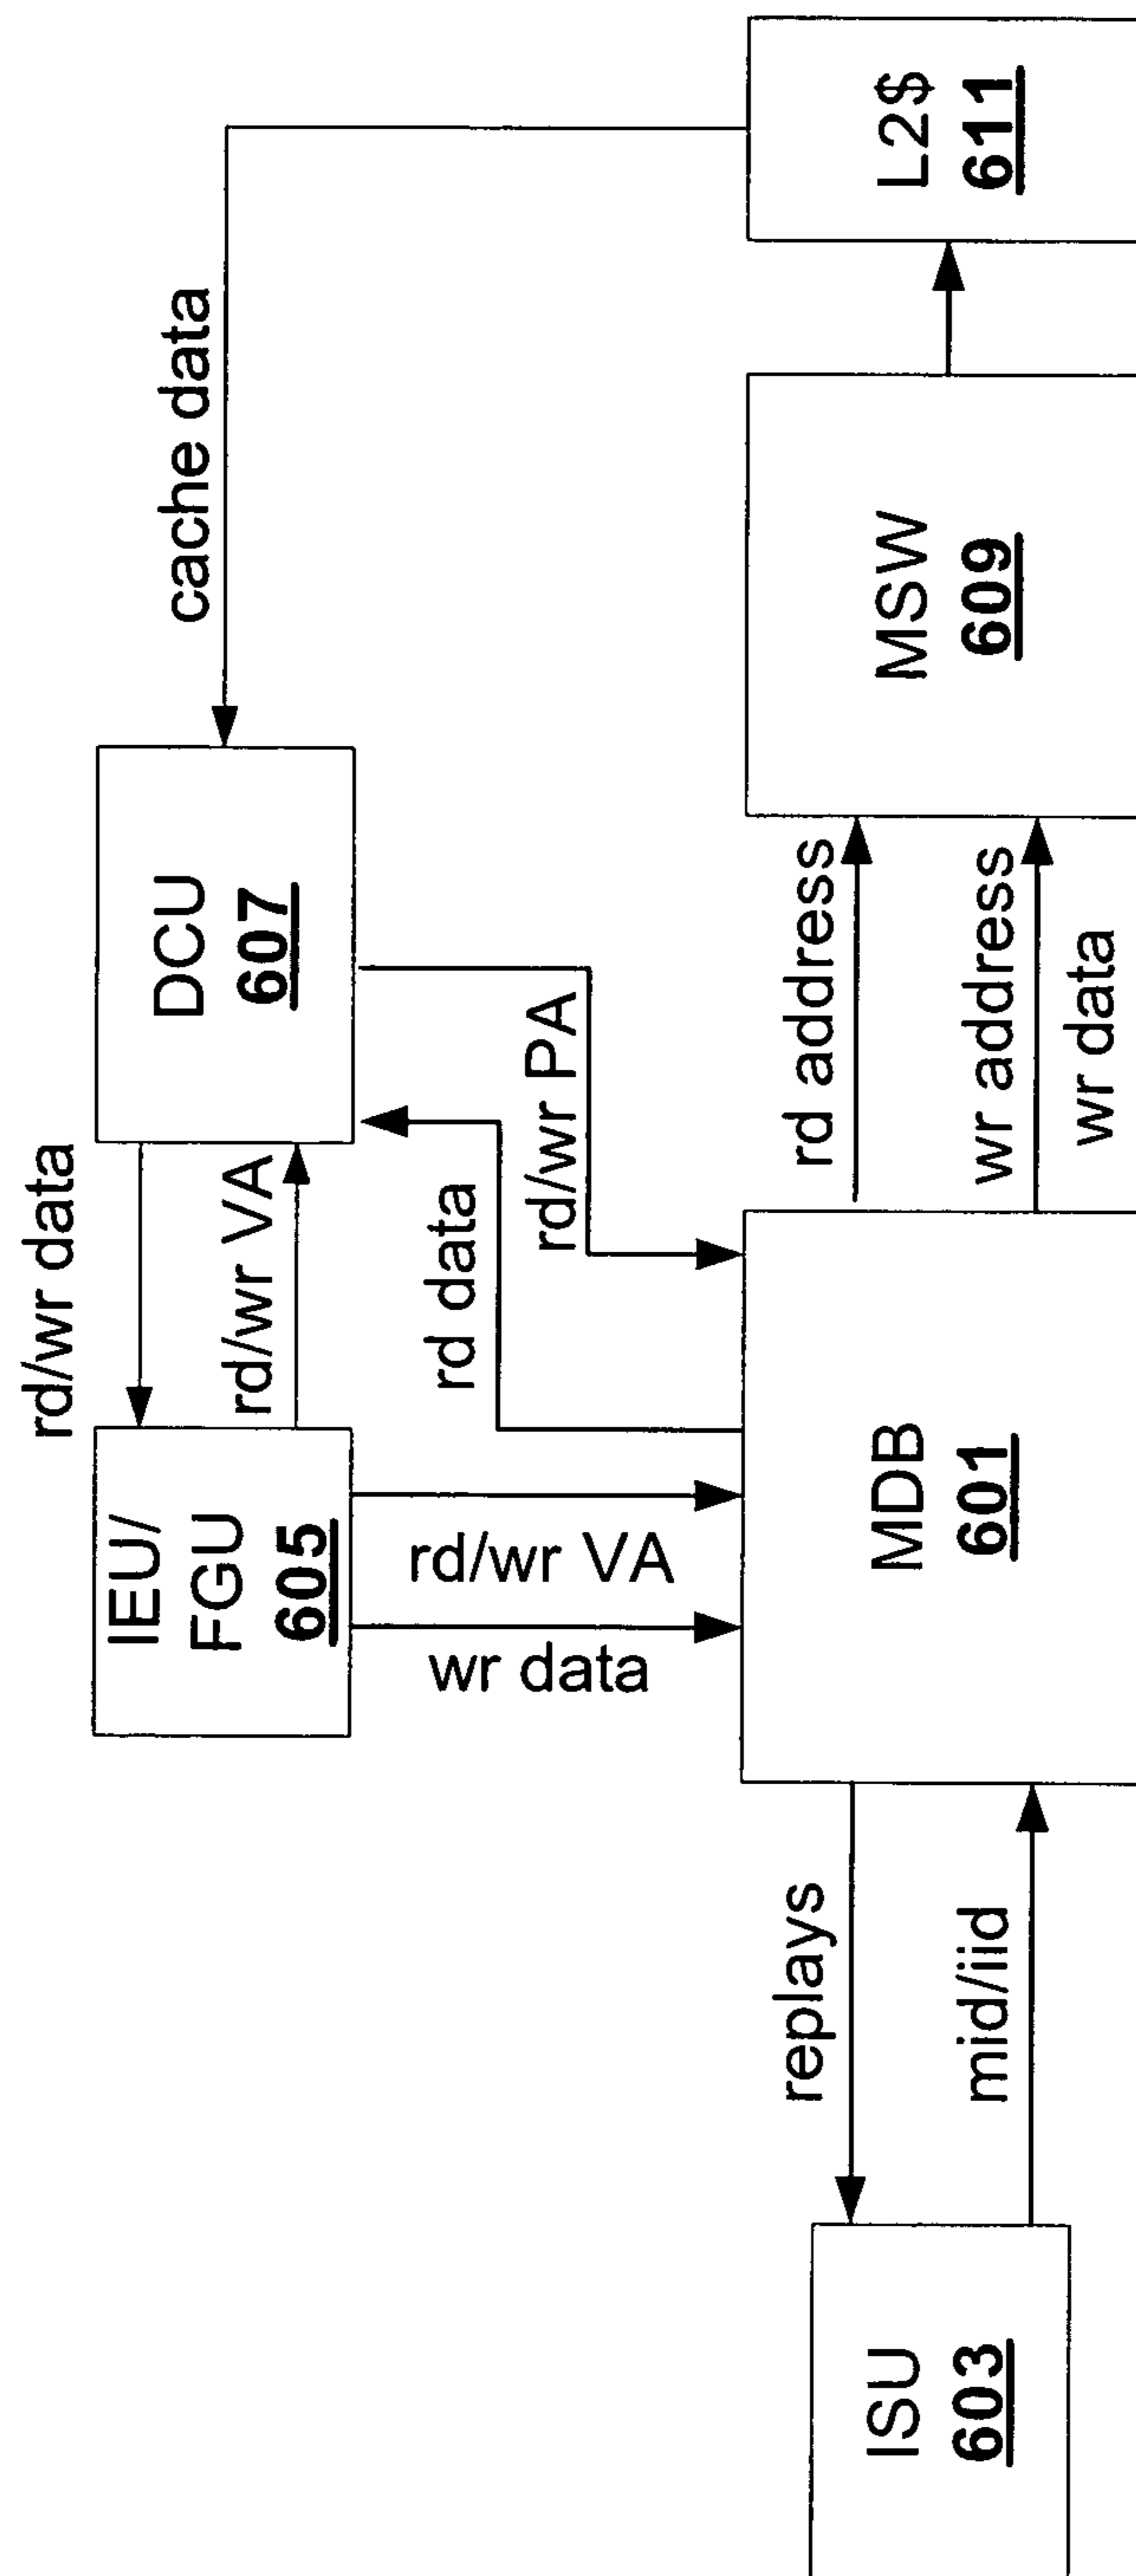 rd/wr data
IEU/
FGU
605
rd/wr VA
DCU
607
cache data
wr data
rd/wr VA
rd data
rd/wr PA
replays
mid/iid
ISU
603
MDB
601
rd address
wr address
wr data
MSW
609
L2$
611